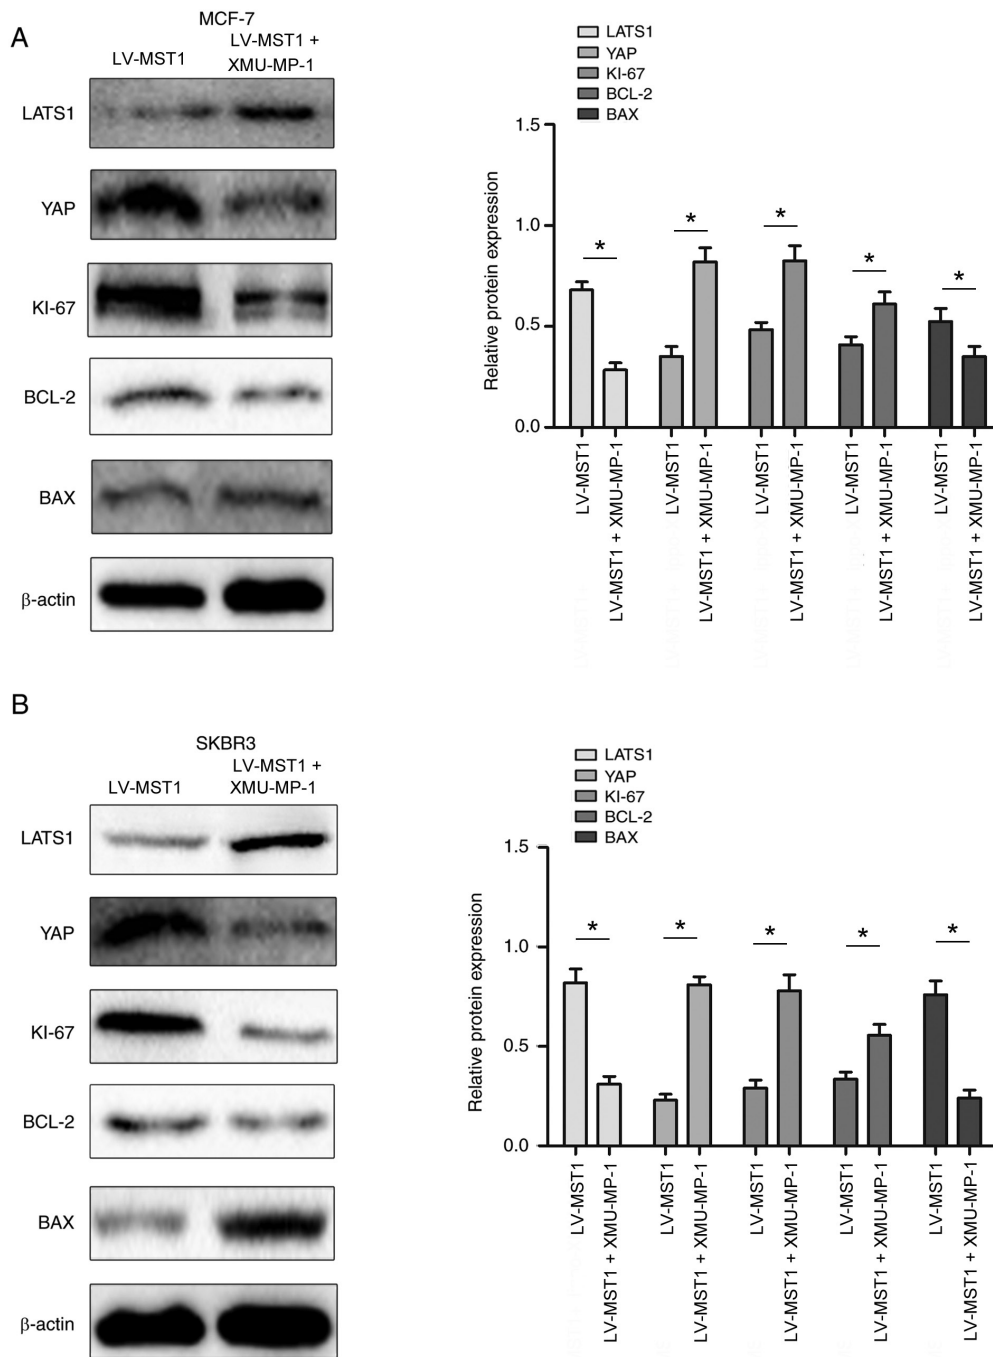 A
MCF-7
LV-MST1
LV-MST1 +
XMU-MP-1
LATS1
YAP
KI-67
BCL-2
BAX
β-actin
LATS1
YAP
KI-67
BCL-2
BAX
Relative protein expression
1.5
1.0
0.5
0.0
*
*
*
*
*
LV-MST1
LV-MST1 + XMU-MP-1
LV-MST1
LV-MST1 + XMU-MP-1
LV-MST1
LV-MST1 + XMU-MP-1
LV-MST1
LV-MST1 + XMU-MP-1
LV-MST1
LV-MST1 + XMU-MP-1
B
SKBR3
LV-MST1
LV-MST1 +
XMU-MP-1
LATS1
YAP
KI-67
BCL-2
BAX
β-actin
LATS1
YAP
KI-67
BCL-2
BAX
Relative protein expression
1.5
1.0
0.5
0.0
*
*
*
*
*
LV-MST1
LV-MST1 + XMU-MP-1
LV-MST1
LV-MST1 + XMU-MP-1
LV-MST1
LV-MST1 + XMU-MP-1
LV-MST1
LV-MST1 + XMU-MP-1
LV-MST1
LV-MST1 + XMU-MP-1